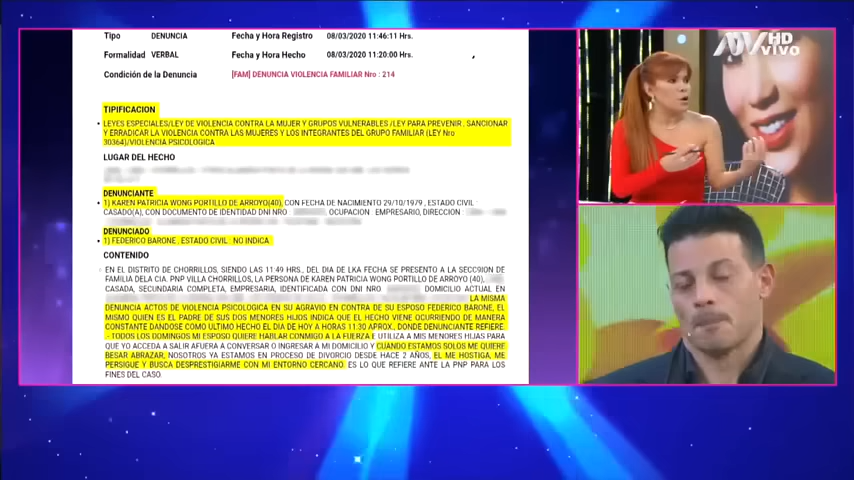 Tipo DENUNCIA Fecha y Hora Registro 08/03/2020 11:46:11 Hrs.
Formalidad VERBAL Fecha y Hora Hecho 08/03/2020 11:20:00 Hrs.
Condición de la Denuncia [FAM] DENUNCIA VIOLENCIA FAMILIAR Nro : 214
TIPIFICACION
• LEYES ESPECIALES/LEY DE VIOLENCIA CONTRA LA MUJER Y GRUPOS VULNERABLES /LEY PARA PREVENIR , SANCIONAR
Y ERRADICAR LA VIOLENCIA CONTRA LAS MUJERES Y LOS INTEGRANTES DEL GRUPO FAMILIAR (LEY Nro
30364)/VIOLENCIA PSICOLOGICA
LUGAR DEL HECHO
DENUNCIANTE
• 1) KAREN PATRICIA WONG PORTILLO DE ARROYO(40), CON FECHA DE NACIMIENTO 29/10/1979 , ESTADO CIVIL :
CASADO(A), CON DOCUMENTO DE IDENTIDAD DNI NRO , OCUPACION : EMPRESARIO, DIRECCION :
DENUNCIADO
• 1) FEDERICO BARONE , ESTADO CIVIL : NO INDICA
CONTENIDO
EN EL DISTRITO DE CHORRILLOS, SIENDO LAS 11:49 HRS., DEL DIA DE LKA FECHA SE PRESENTO A LA SECCSION DE
FAMILIA DELA CIA. PNP VILLA CHORRILLOS, LA PERSONA DE KAREN PATRICIA WONG PORTILLO DE ARROYO (40),
CASADA, SECUNDARIA COMPLETA, EMPRESARIA, IDENTIFICADA CON DNI NRO. DOMICILIO ACTUAL EN
LA MISMA
DENUNCIA ACTOS DE VIOLENCIA PSICOLOGICA EN SU AGRAVIO EN CONTRA DE SU ESPOSO FEDERICO BARONE, EL
MISMO QUIEN ES EL PADRE DE SUS DOS MENORES HIJOS INDICA QUE EL HECHO VIENE OCURRIENDO DE MANERA
CONSTANTE DANDOSE COMO ULTIMO HECHO EL DIA DE HOY A HORAS 11:30 APROX., DONDE DENUNCIANTE REFIERE.
- TODOS LOS DOMINGOS MI ESPOSO QUIERE HABLAR CONMIGO A LA FUERZA E UTILIZA A MIS MENORES HIJAS PARA
QUE YO ACCEDA A SALIR AFUERA A CONVERSAR O INGRESAR A MI DOMICILIO Y CUANDO ESTAMOS SOLOS ME QUIERE
BESAR ABRAZAR, NOSOTROS YA ESTAMOS EN PROCESO DE DIVORCIO DESDE HACE 2 AÑOS, EL ME HOSTIGA, ME
PERSIGUE Y BUSCA DESPRESTIGIARME CON MI ENTORNO CERCANO ES LO QUE REFIERE ANTE LA PNP PARA LOS
FINES DEL CASO.
ATV HD
VIVO